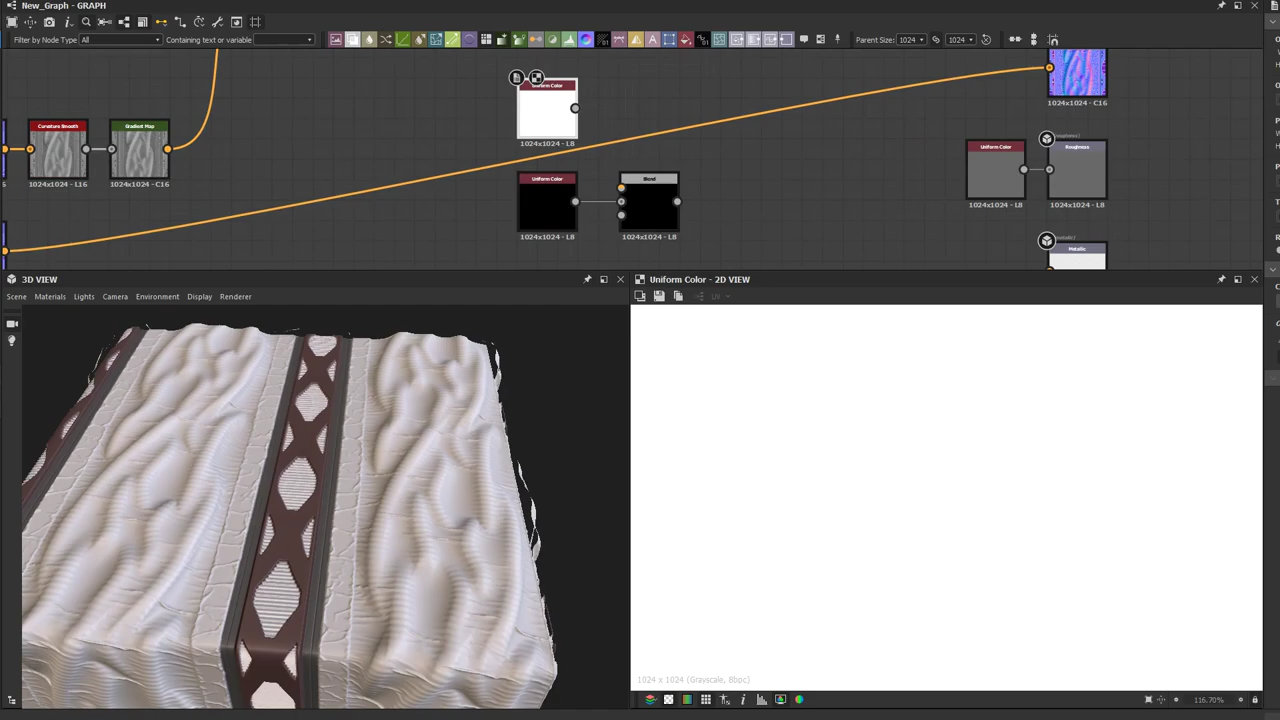 New_Graph - GRAPH
Filter by Node Type All
Containing text or variable
Parent Size: 1024
1024
Uniform Color
1024x1024 - L8
1024x1024 - C16
Curvature Smooth
Gradient Map
1024x1024 - L16
1024x1024 - C16
Uniform Color
Roughness
1024x1024 - L8
1024x1024 - L8
Uniform Color
Blend
1024x1024 - L8
1024x1024 - L8
Metallic
3D VIEW
Scene Materials Lights Camera Environment Display Renderer
Uniform Color - 2D VIEW
UV
1024 x 1024 (Grayscale, 8bpc)
116.70%